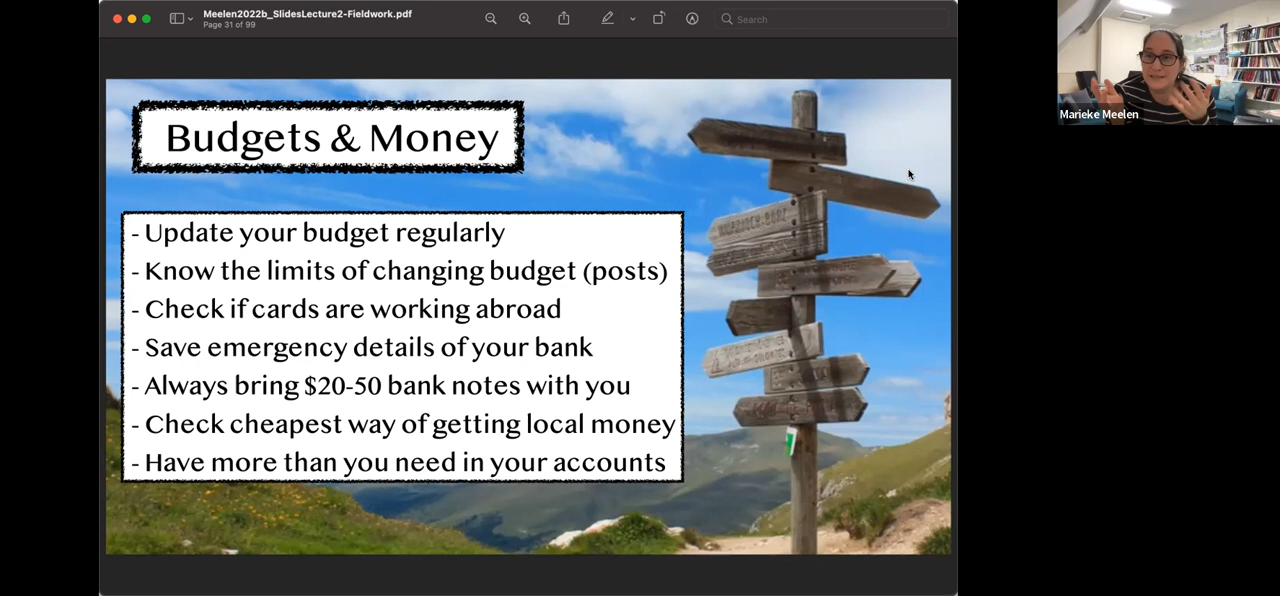 Meelen2022b_SlidesLecture2-Fieldwork.pdf
Page 31 of 99
Search
Marieke Meelen
Budgets & Money
- Update your budget regularly
- Know the limits of changing budget (posts)
- Check if cards are working abroad
- Save emergency details of your bank
- Always bring $20-50 bank notes with you
- Check cheapest way of getting local money
- Have more than you need in your accounts